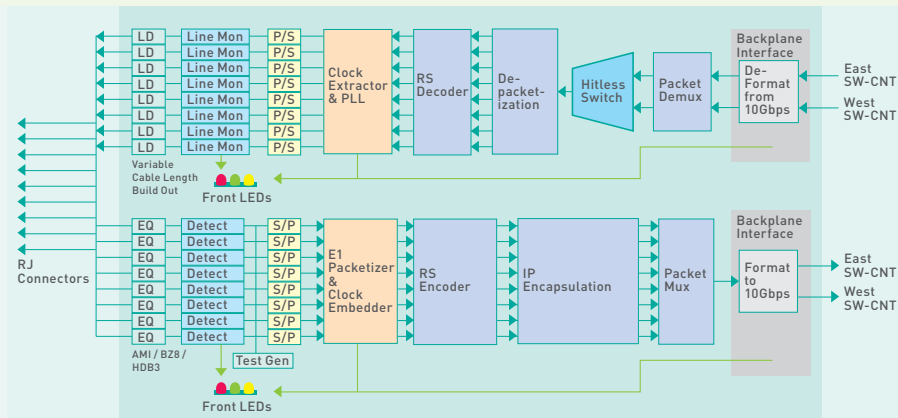 LD Line Mon P/S
LD Line Mon P/S
LD Line Mon P/S
LD Line Mon P/S
LD Line Mon P/S
LD Line Mon P/S
LD Line Mon P/S
LD Line Mon P/S
Variable
Cable Length
Build Out
Front LEDs
Clock
Extractor
& PLL
RS
Decoder
De-
packet-
ization
Hitless
Switch
Packet
Demux
Backplane
Interface
De-
Format
from
10Gbps
East
SW-CNT
West
SW-CNT
RJ
Connectors
EQ Detect S/P
EQ Detect S/P
EQ Detect S/P
EQ Detect S/P
EQ Detect S/P
EQ Detect S/P
EQ Detect S/P
EQ Detect S/P
AMI / BZ8 /
HDB3
Test Gen
Front LEDs
E1
Packetizer
&
Clock
Embedder
RS
Encoder
IP
Encapsulation
Packet
Mux
Backplane
Interface
Format
to
10Gbps
East
SW-CNT
West
SW-CNT